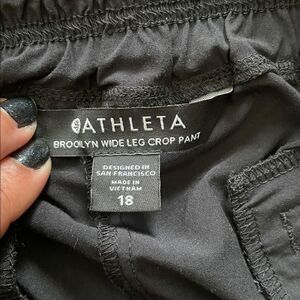 ATHLETA
BROOKLYN WIDE LEG CROP PANT
DESIGNED IN
SAN FRANCISCO
MADE IN
VIETNAM
18